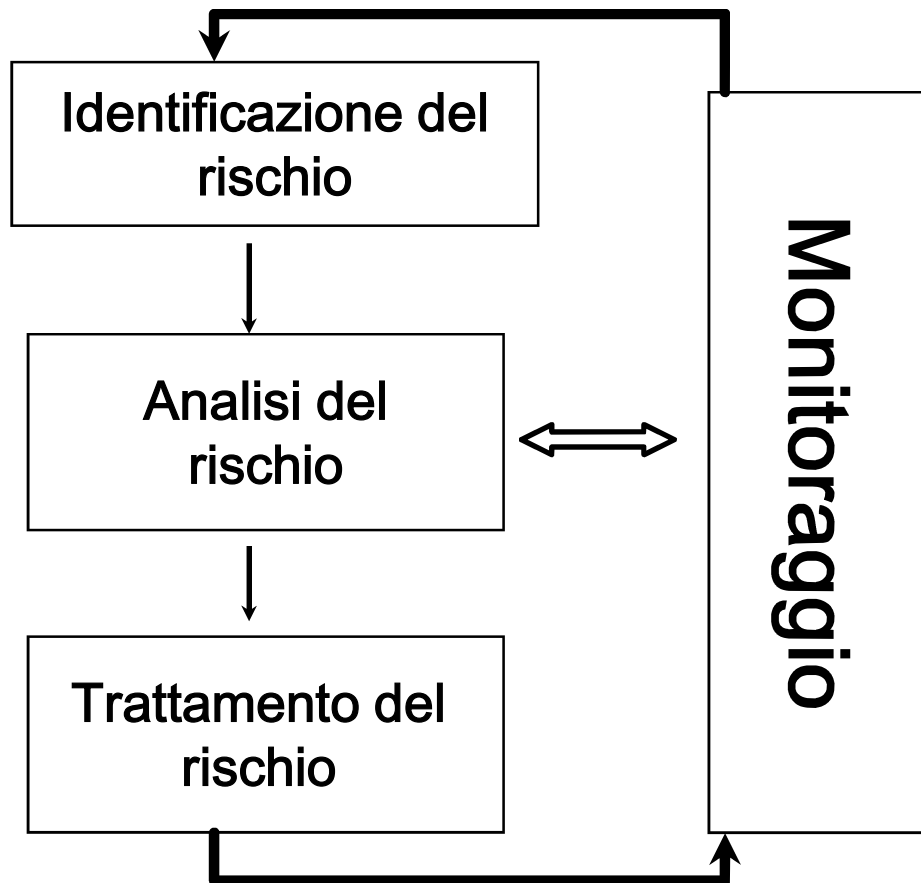 Identificazione del
rischio
Analisi del
rischio
Trattamento del
rischio
Monitoraggio